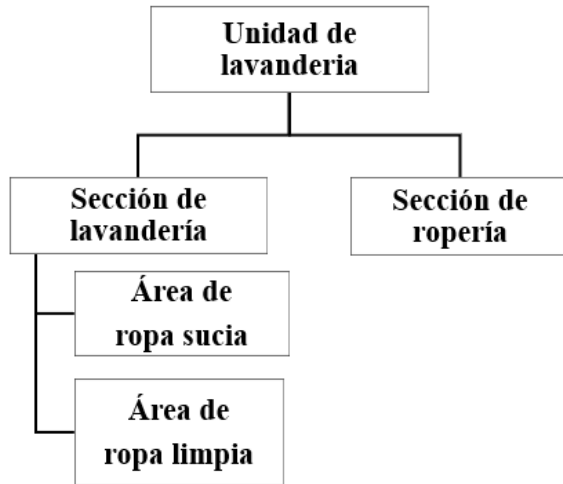 Unidad de
lavanderia
Sección de
lavandería
Sección de
ropería
Área de
ropa sucia
Área de
ropa limpia